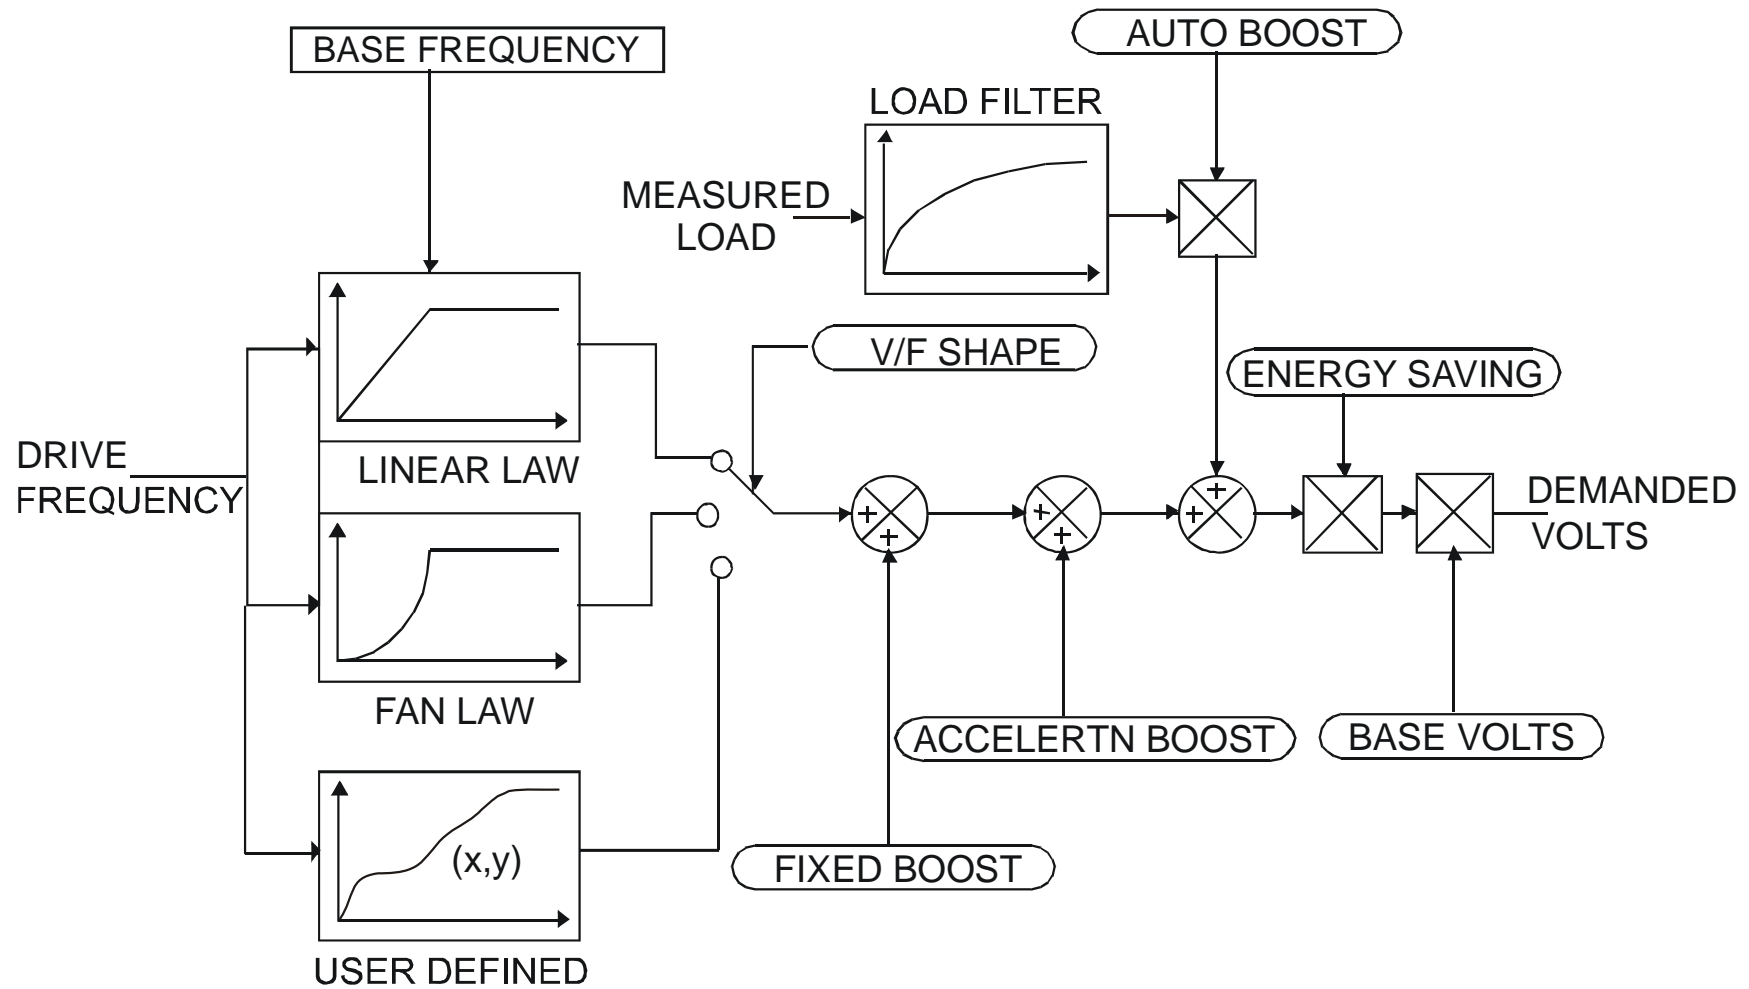 AUTO BOOST
BASE FREQUENCY
LOAD FILTER
MEASURED
LOAD
V/F SHAPE
ENERGY SAVING
DRIVE
FREQUENCY
LINEAR LAW
+
+
+
+
+
+
DEMANDED
VOLTS
FAN LAW
ACCELERTN BOOST
BASE VOLTS
(x,y)
FIXED BOOST
USER DEFINED